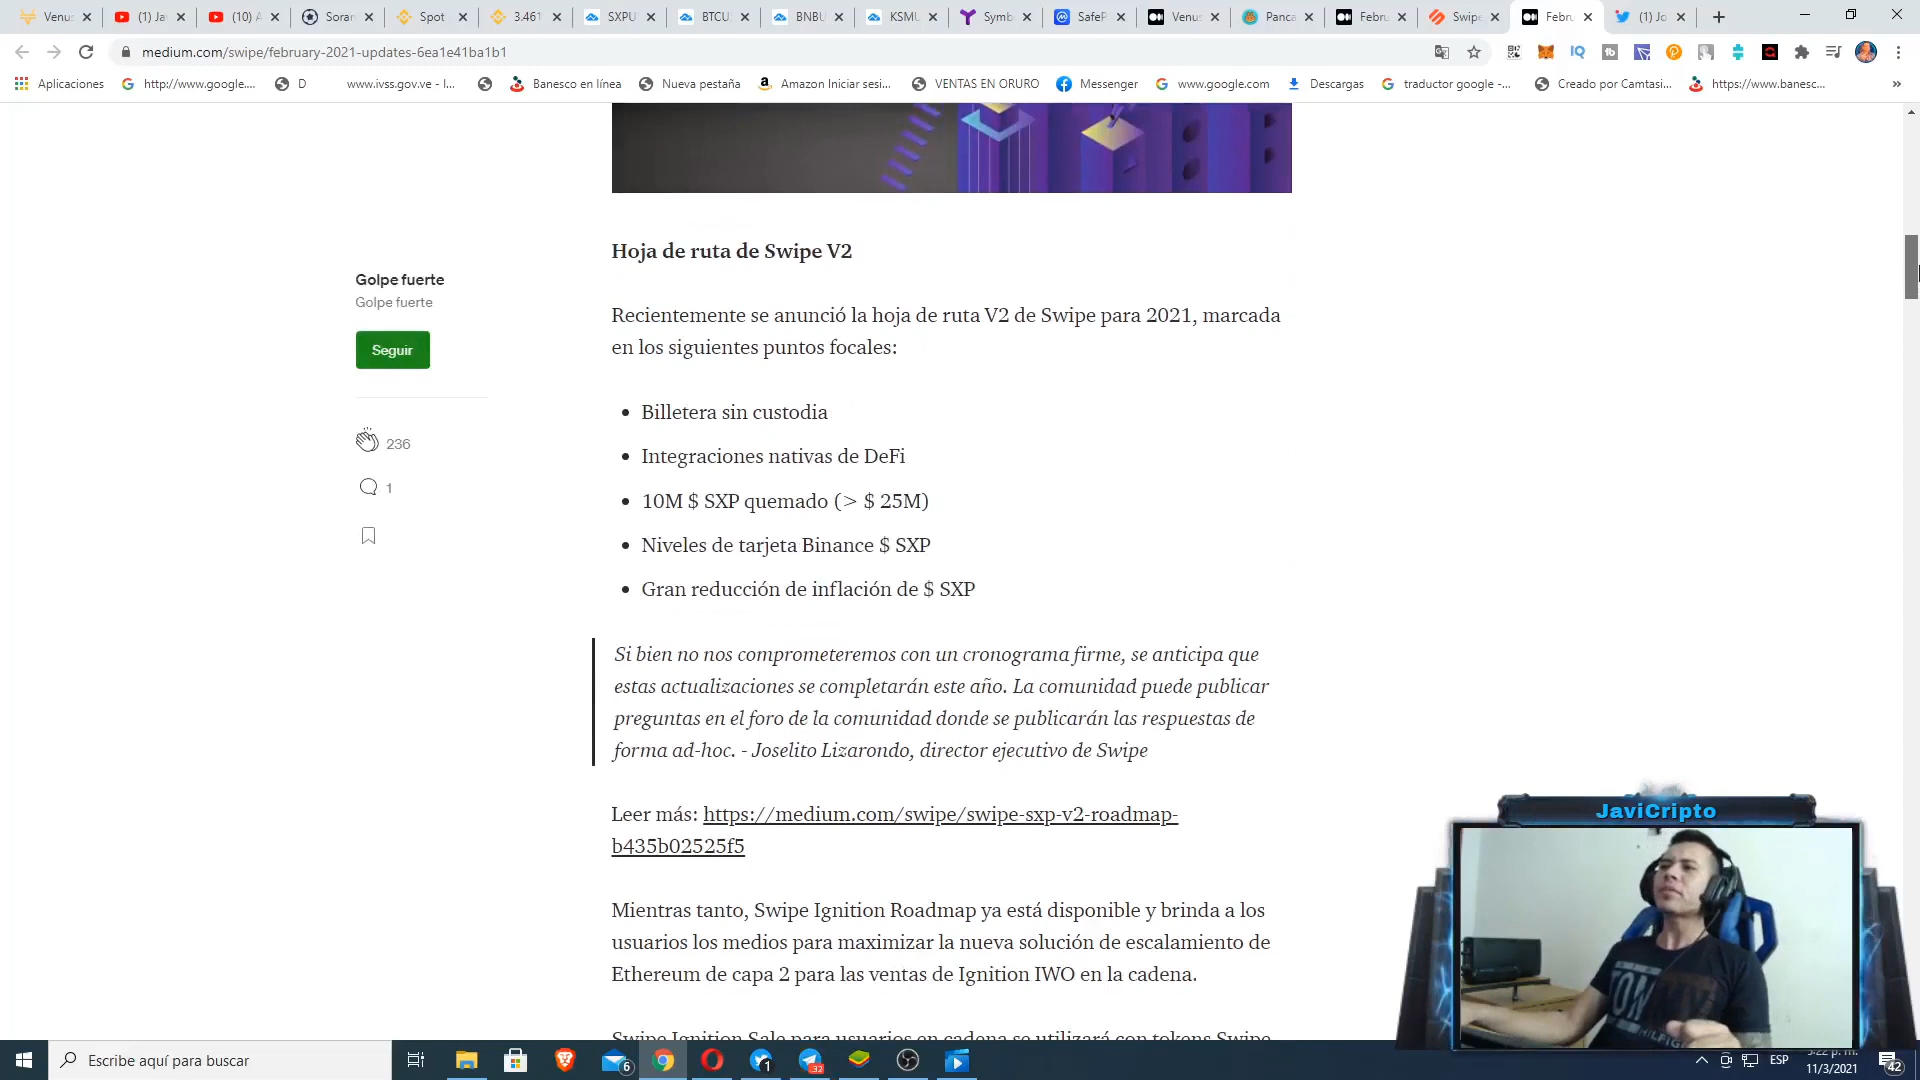 Venus
(1) Ja
(10) A
Soran
Spot
3.461
SXPU
BTCU
BNBU
KSMU
Symb
SafeP
Venus
Panca
Febru
Swipe
Febru
(1) Jo
medium.com/swipe/february-2021-updates-6ea1e41ba1b1
Aplicaciones
http://www.google....
D
www.ivss.gov.ve - I...
Banesco en línea
Nueva pestaña
Amazon Iniciar sesi...
VENTAS EN ORURO
Messenger
www.google.com
Descargas
traductor google -...
Creado por Camtasi...
https://www.banesc...
»
Hoja de ruta de Swipe V2
Golpe fuerte
Golpe fuerte
Seguir
236
1
Recientemente se anunció la hoja de ruta V2 de Swipe para 2021, marcada
en los siguientes puntos focales:
• Billetera sin custodia
• Integraciones nativas de DeFi
• 10M $ SXP quemado (> $ 25M)
• Niveles de tarjeta Binance $ SXP
• Gran reducción de inflación de $ SXP
Si bien no nos comprometeremos con un cronograma firme, se anticipa que
estas actualizaciones se completarán este año. La comunidad puede publicar
preguntas en el foro de la comunidad donde se publicarán las respuestas de
forma ad-hoc. - Joselito Lizarondo, director ejecutivo de Swipe
Leer más: https://medium.com/swipe/swipe-sxp-v2-roadmap-
b435b02525f5
Mientras tanto, Swipe Ignition Roadmap ya está disponible y brinda a los
usuarios los medios para maximizar la nueva solución de escalamiento de
Ethereum de capa 2 para las ventas de Ignition IWO en la cadena.
Swipe Ignition Sale para usuarios en cadena se utilizará con tokens Swipe
JaviCripto
Escribe aquí para buscar
6
1
32
ESP
5:22 p. m.
11/3/2021
42